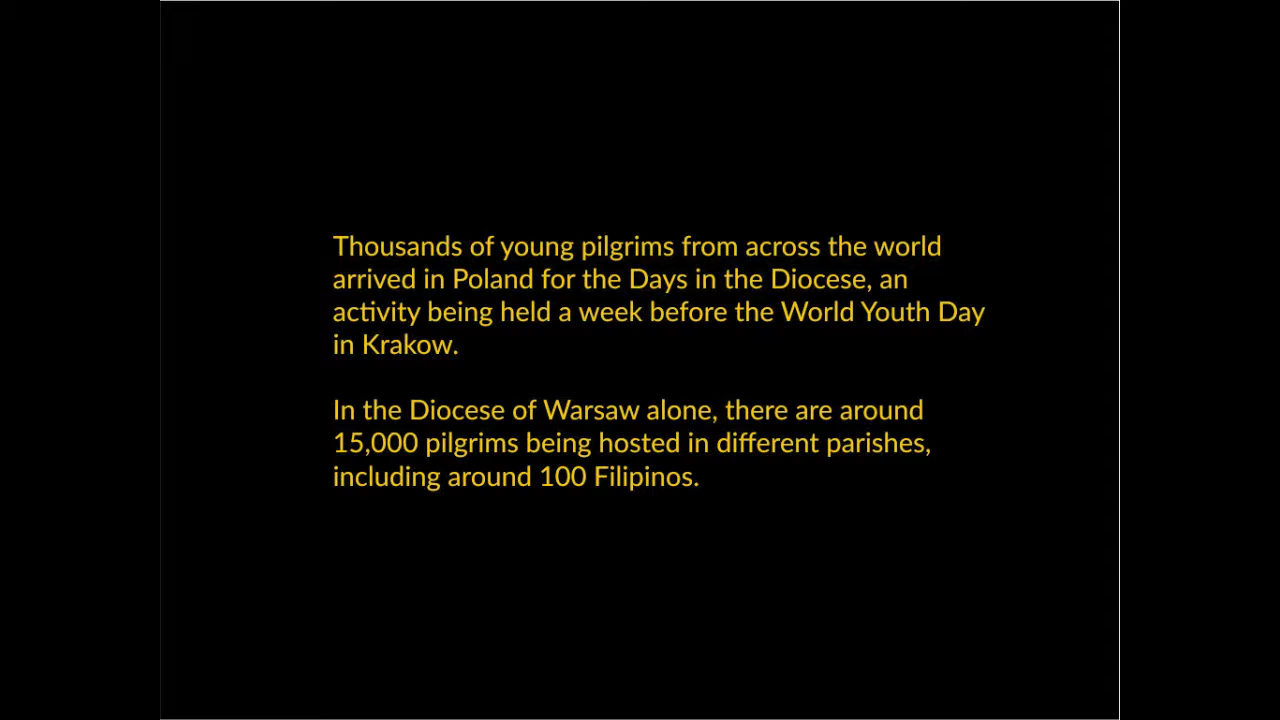 Thousands of young pilgrims from across the world
arrived in Poland for the Days in the Diocese, an
activity being held a week before the World Youth Day
in Krakow.
In the Diocese of Warsaw alone, there are around
15,000 pilgrims being hosted in different parishes,
including around 100 Filipinos.